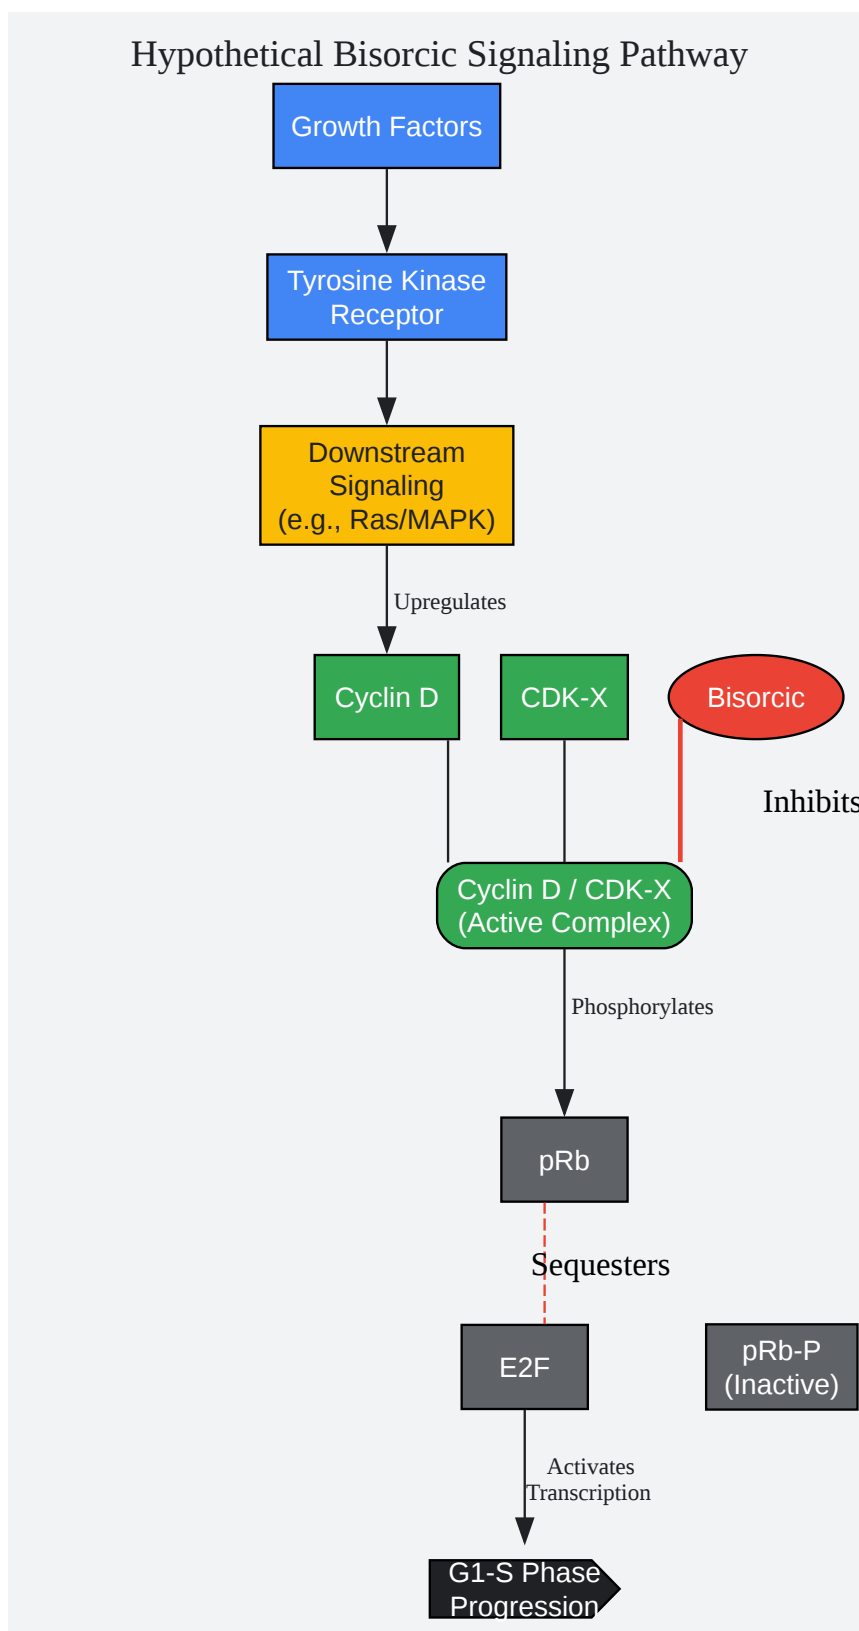 Hypothetical Bisorcic Signaling Pathway
Growth Factors
Tyrosine Kinase
Receptor
Downstream
Signaling
(e.g., Ras/MAPK)
Upregulates
Cyclin D
CDK-X
Bisorcic
Inhibits
Cyclin D / CDK-X
(Active Complex)
Phosphorylates
pRb
Sequesters
E2F
pRb-P
(Inactive)
Activates
Transcription
G1-S Phase
Progression